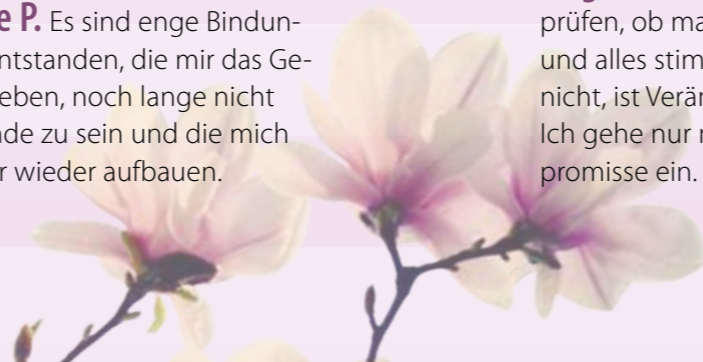 e P. Es sind enge Bindun-
ntstanden, die mir das Ge-
eben, noch lange nicht
nde zu sein und die mich
r wieder aufbauen.
prüfen, ob ma
und alles stim
nicht, ist Verän
Ich gehe nur
promisse ein.